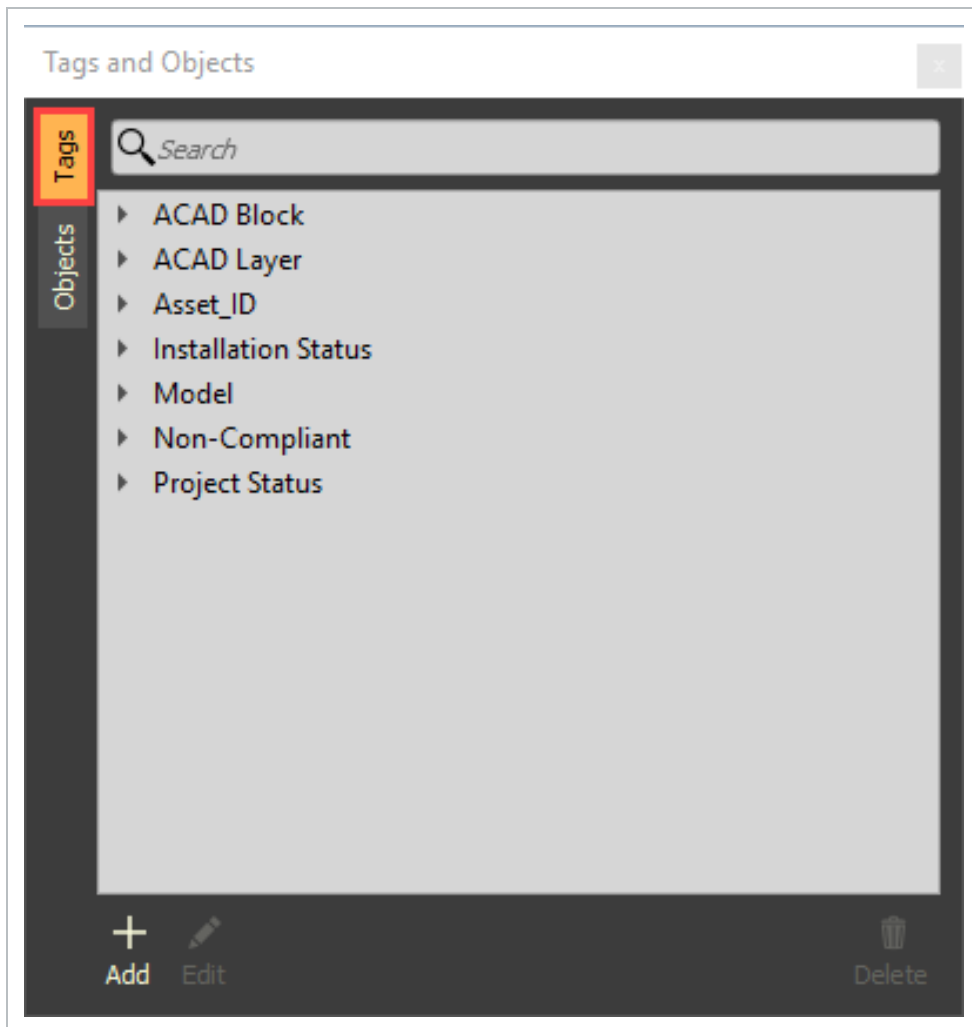 Tags and Objects
x
Tags
Objects
Search
ACAD Block
ACAD Layer
Asset_ID
Installation Status
Model
Non-Compliant
Project Status
Add
Edit
Delete